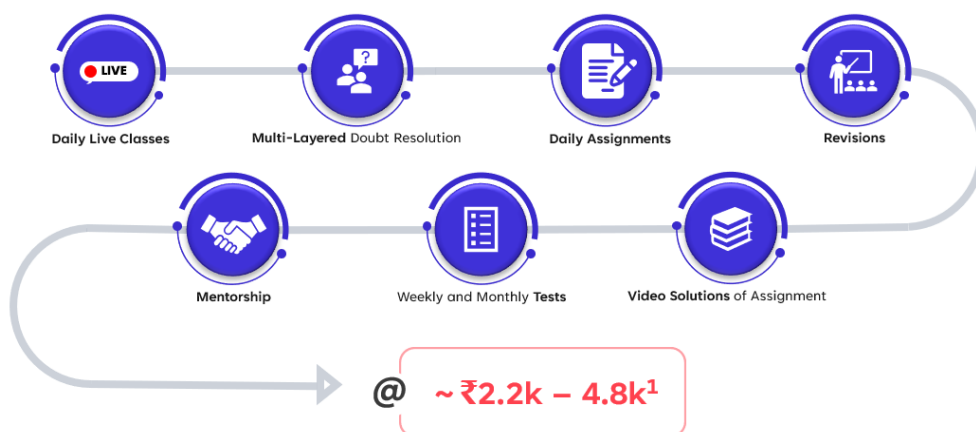 LIVE
?
Daily Live Classes
Multi-Layered Doubt Resolution
Daily Assignments
Revisions
Mentorship
Weekly and Monthly Tests
Video Solutions of Assignment
@ ~ ₹2.2k – 4.8k¹